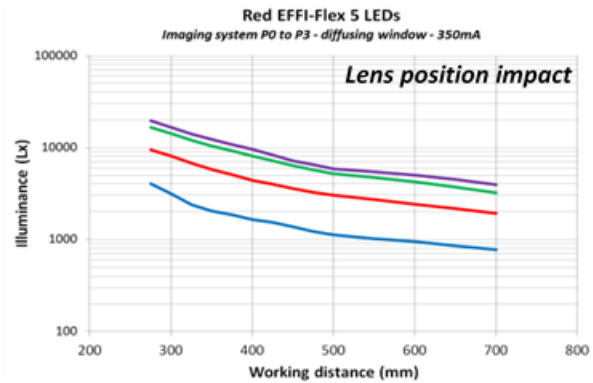 Red EFFI-Flex 5 LEDs
Imaging system P0 to P3 - diffusing window - 350mA
Lens position impact
100000
10000
1000
100
Illuminance (Lx)
200 300 400 500 600 700 800
Working distance (mm)